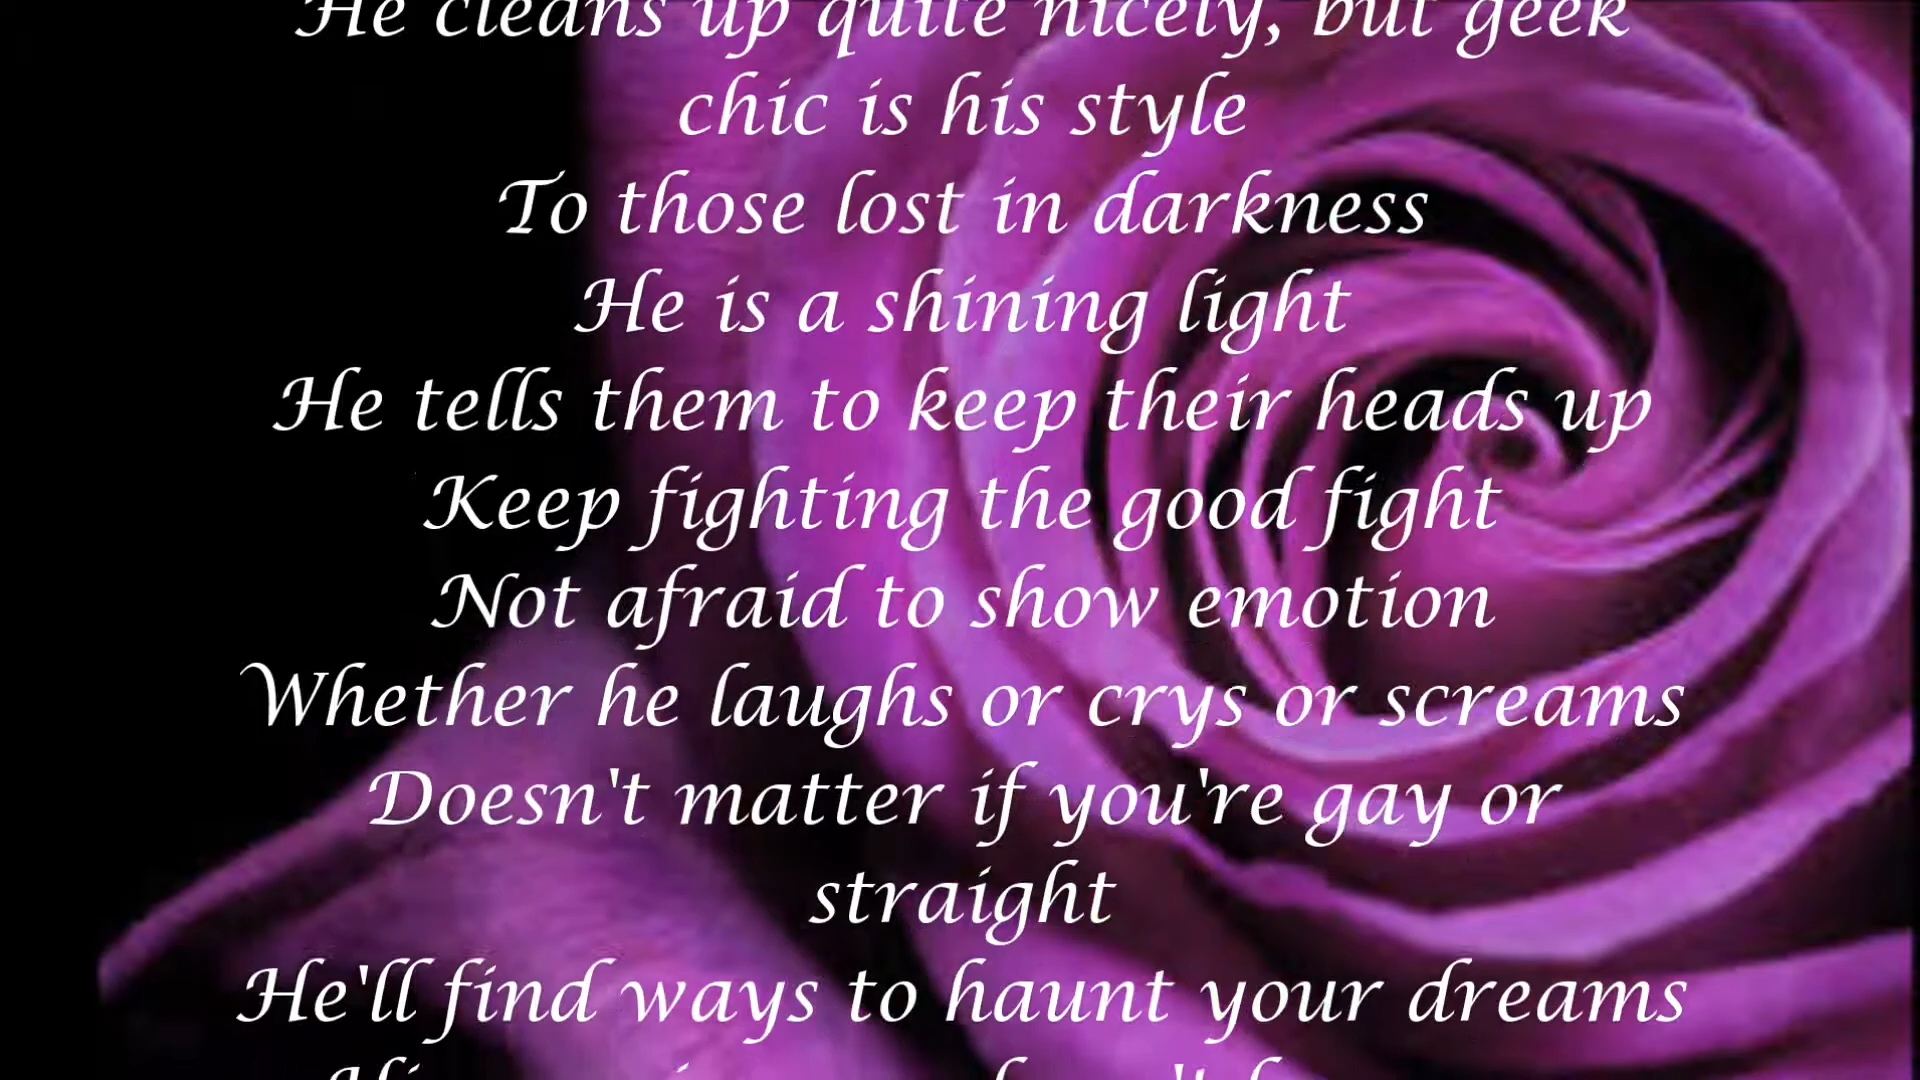 He cleans up quite nicely, but geek
chic is his style
To those lost in darkness
He is a shining light
He tells them to keep their heads up
Keep fighting the good fight
Not afraid to show emotion
Whether he laughs or crys or screams
Doesn't matter if you're gay or
straight
He'll find ways to haunt your dreams